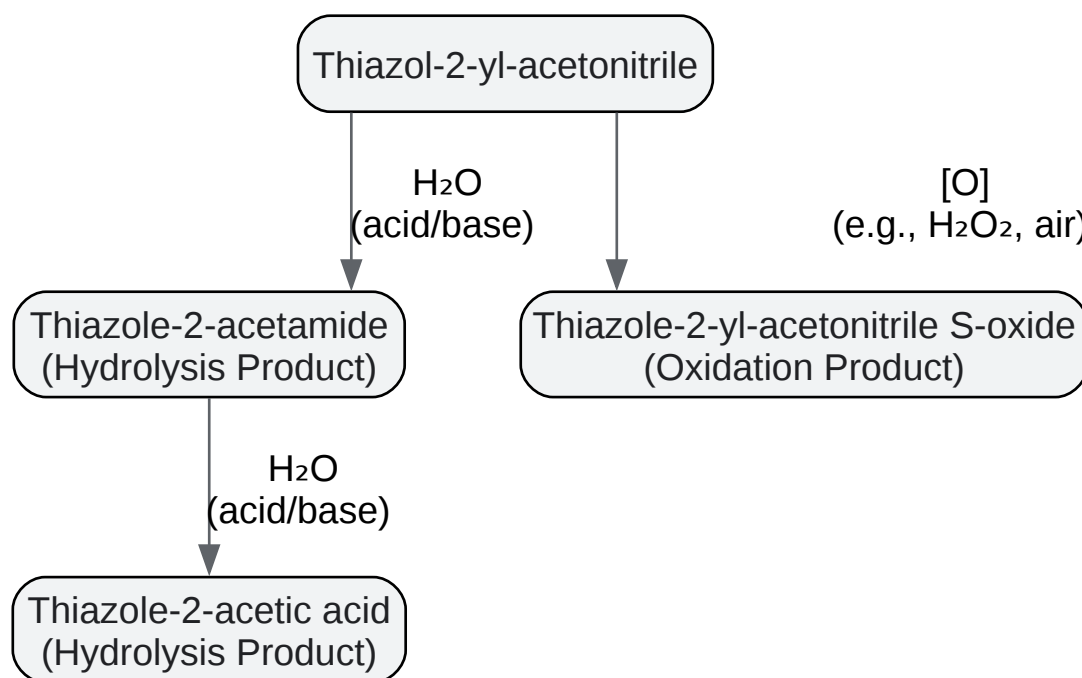 Thiazol-2-yl-acetonitrile
H₂O
(acid/base)
[O]
(e.g., H₂O₂, air)
Thiazole-2-acetamide
(Hydrolysis Product)
Thiazole-2-yl-acetonitrile S-oxide
(Oxidation Product)
H₂O
(acid/base)
Thiazole-2-acetic acid
(Hydrolysis Product)